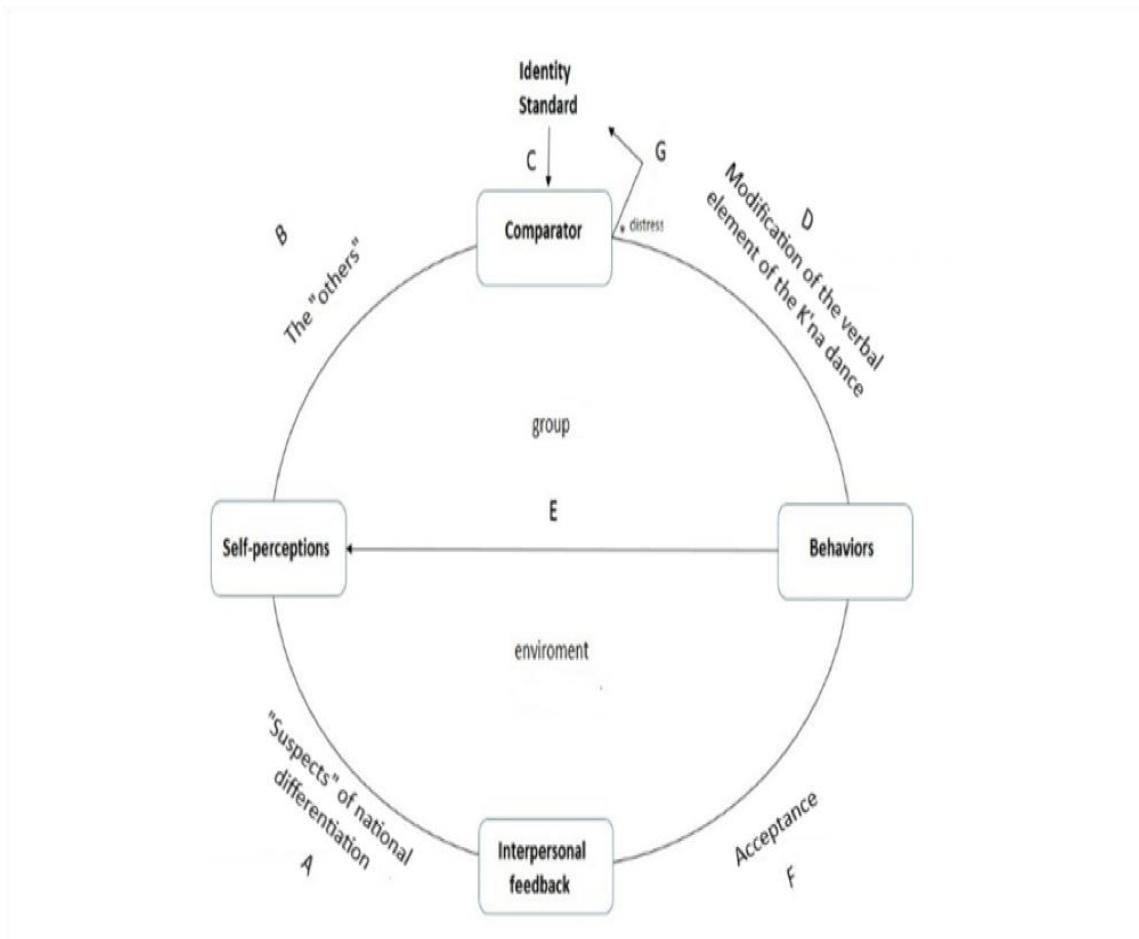 Identity
Standard
C
G
Comparator
distress
B
The "others"
D
Modification of the verbal
element of the K'na dance
group
E
Self-perceptions
Behaviors
enviroment
"Suspects" of national
differentiation
A
Interpersonal
feedback
Acceptance
F